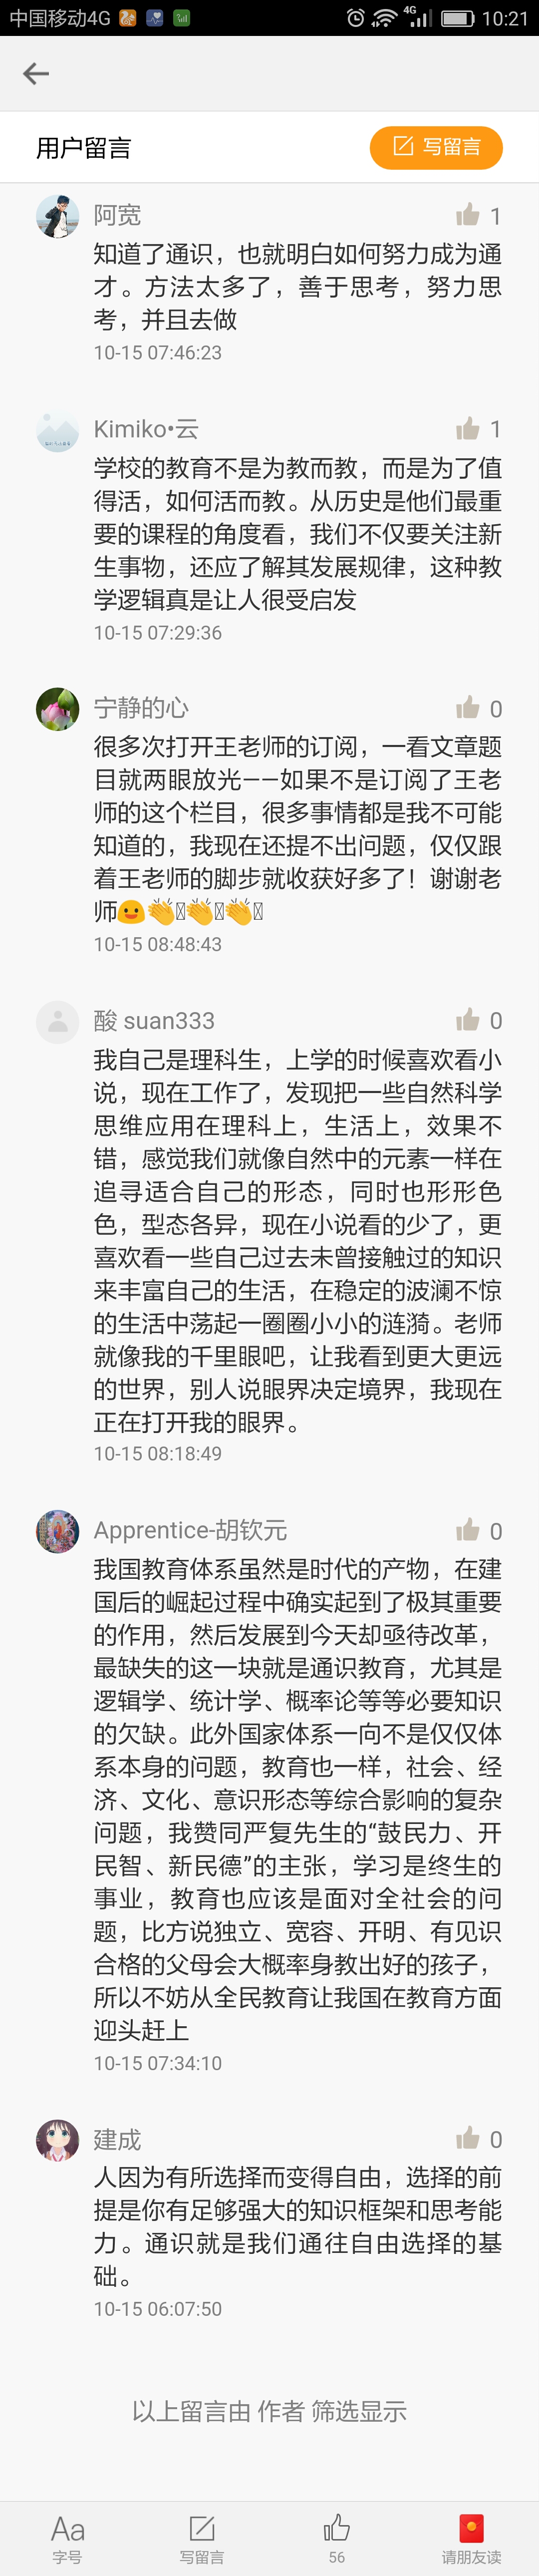 中国移动4G
4G
10:21
用户留言
写留言
阿宽
1
知道了通识，也就明白如何努力成为通
才。方法太多了，善于思考，努力思
考，并且去做
10-15 07:46:23
Kimiko•云
1
学校的教育不是为教而教，而是为了值
得活，如何活而教。从历史是他们最重
要的课程的角度看，我们不仅要关注新
生事物，还应了解其发展规律，这种教
学逻辑真是让人很受启发
10-15 07:29:36
宁静的心
0
很多次打开王老师的订阅，一看文章题
目就两眼放光——如果不是订阅了王老
师的这个栏目，很多事情都是我不可能
知道的，我现在还提不出问题，仅仅跟
着王老师的脚步就收获好多了！谢谢老
师😃👏👏👏
10-15 08:48:43
酸 suan333
0
我自己是理科生，上学的时候喜欢看小
说，现在工作了，发现把一些自然科学
思维应用在理科上，生活上，效果不
错，感觉我们就像自然中的元素一样在
追寻适合自己的形态，同时也形形色
色，型态各异，现在小说看的少了，更
喜欢看一些自己过去未曾接触过的知识
来丰富自己的生活，在稳定的波澜不惊
的生活中荡起一圈圈小小的涟漪。老师
就像我的千里眼吧，让我看到更大更远
的世界，别人说眼界决定境界，我现在
正在打开我的眼界。
10-15 08:18:49
Apprentice-胡钦元
0
我国教育体系虽然是时代的产物，在建
国后的崛起过程中确实起到了极其重要
的作用，然后发展到今天却亟待改革，
最缺失的这一块就是通识教育，尤其是
逻辑学、统计学、概率论等等必要知识
的欠缺。此外国家体系一向不是仅仅体
系本身的问题，教育也一样，社会、经
济、文化、意识形态等综合影响的复杂
问题，我赞同严复先生的“鼓民力、开
民智、新民德”的主张，学习是终生的
事业，教育也应该是面对全社会的问
题，比方说独立、宽容、开明、有见识
合格的父母会大概率身教出好的孩子，
所以不妨从全民教育让我国在教育方面
迎头赶上
10-15 07:34:10
建成
0
人因为有所选择而变得自由，选择的前
提是你有足够强大的知识框架和思考能
力。通识就是我们通往自由选择的基
础。
10-15 06:07:50
以上留言由 作者 筛选显示
Aa
字号
写留言
56
请朋友读